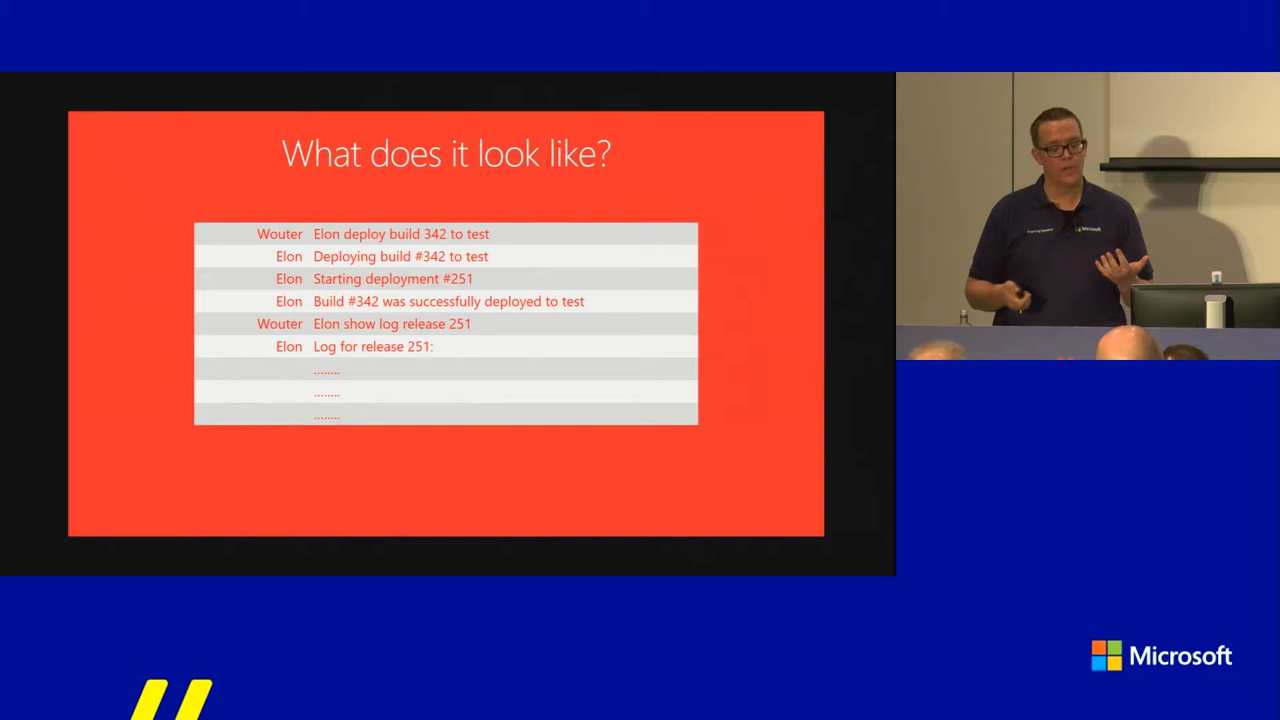 What does it look like?
Wouter Elon deploy build 342 to test
Elon Deploying build #342 to test
Elon Starting deployment #251
Elon Build #342 was successfully deployed to test
Wouter Elon show log release 251
Elon Log for release 251:
........
........
........
Microsoft
Microsoft